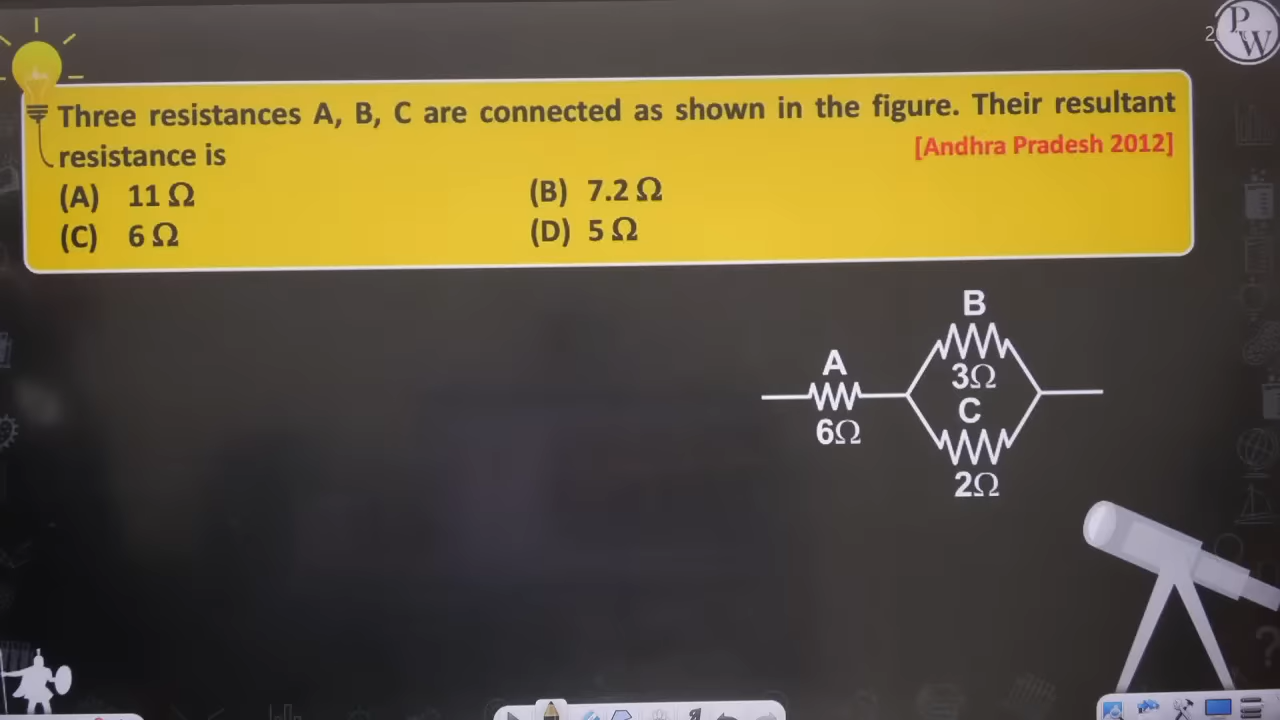 Three resistances A, B, C are connected as shown in the figure. Their resultant
resistance is [Andhra Pradesh 2012]
(A) 11 Ω (B) 7.2 Ω
(C) 6 Ω (D) 5 Ω
B
A 3Ω
C
6Ω
2Ω
PW